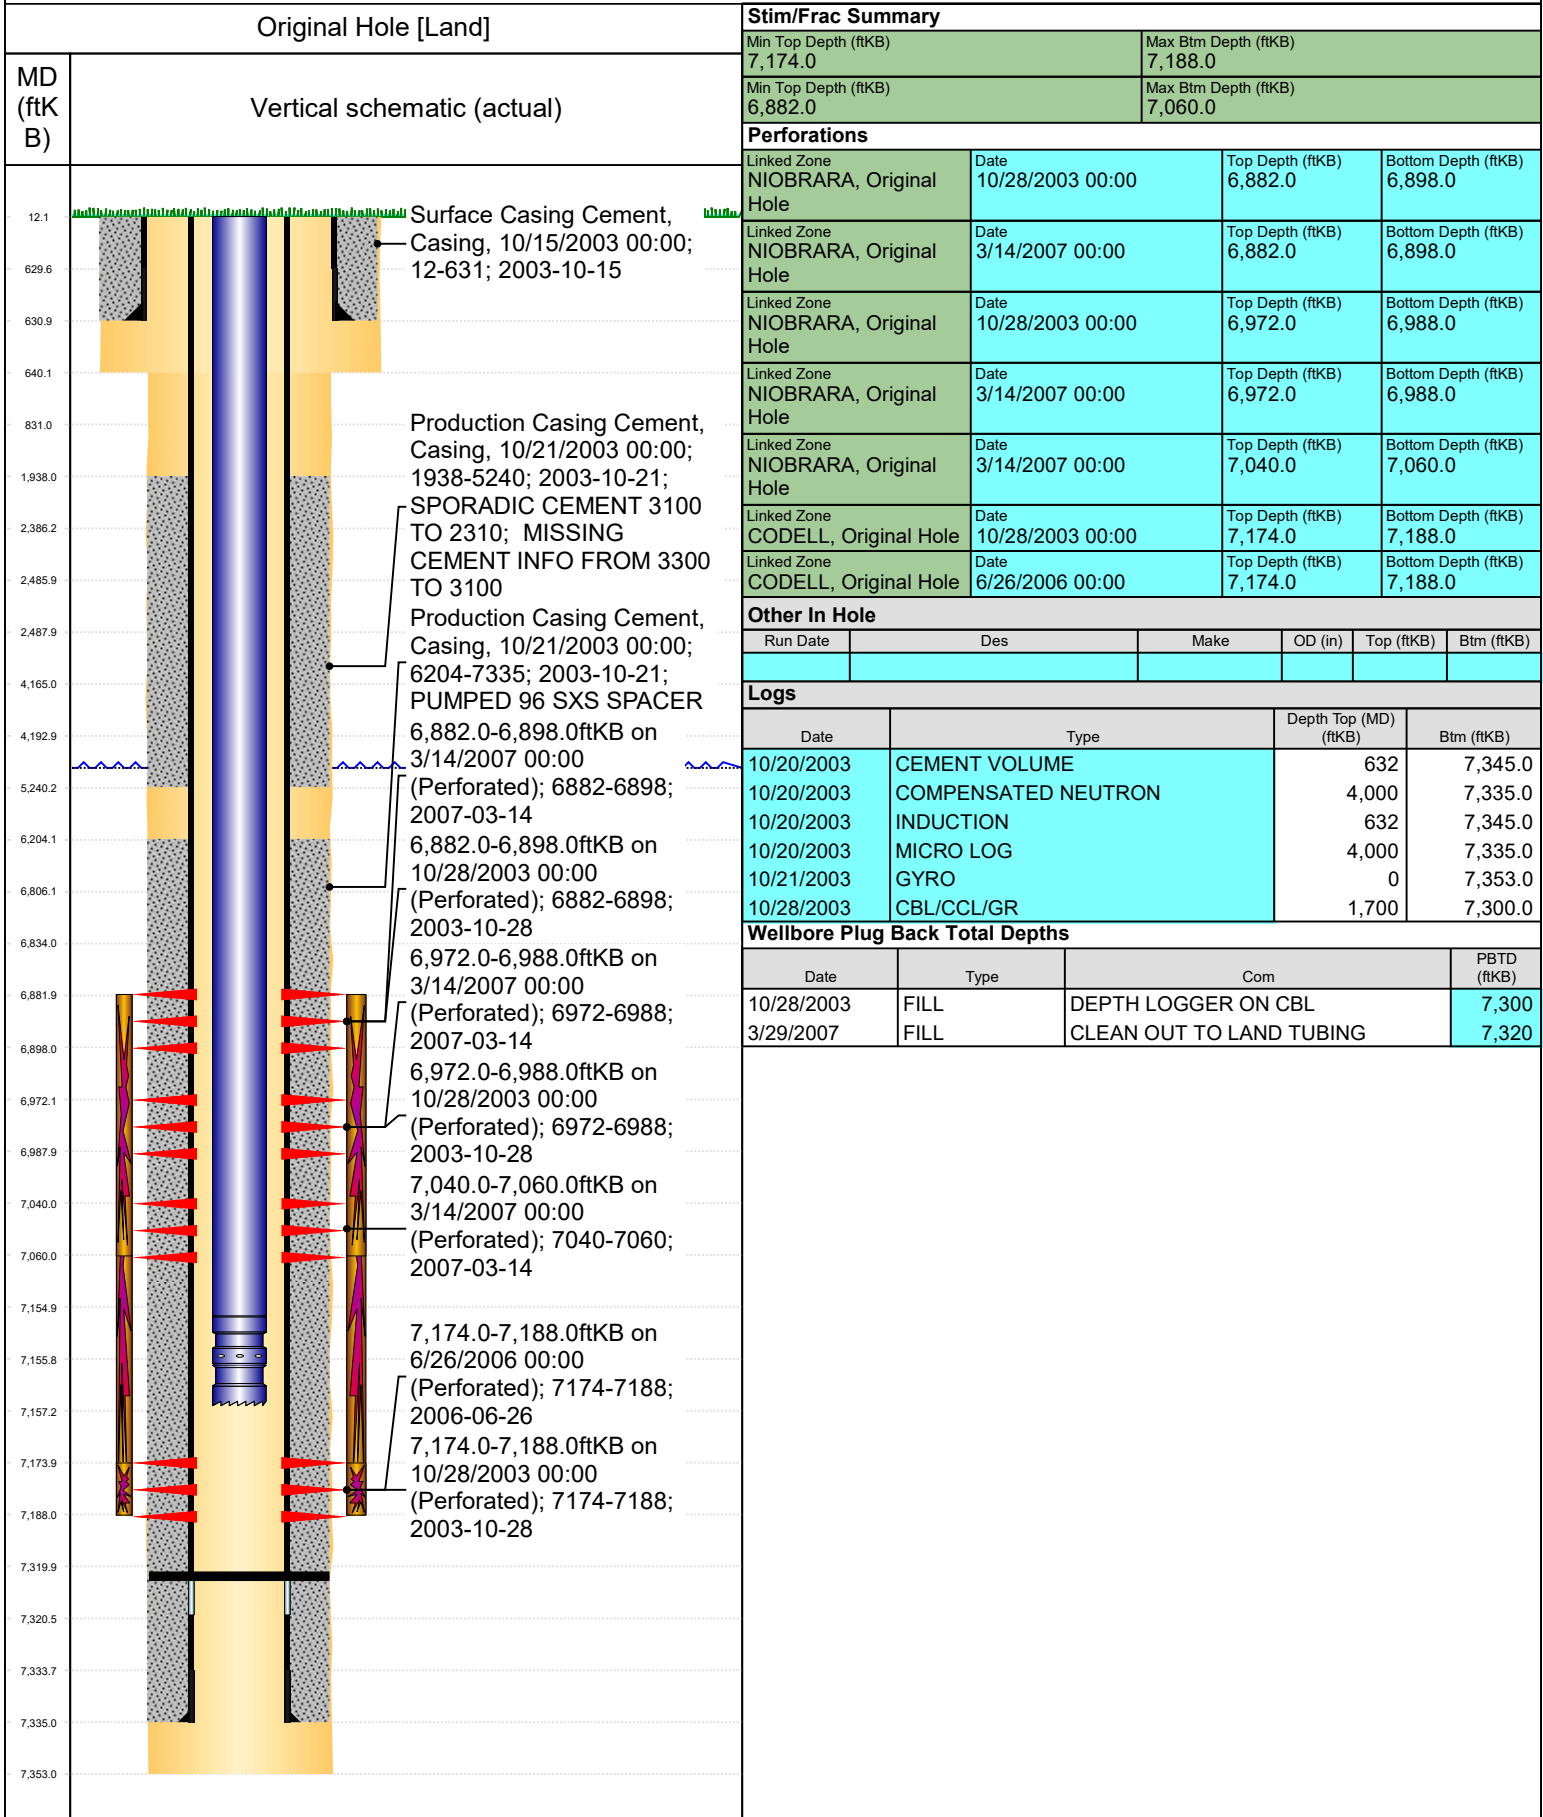 Original Hole [Land]
MD
(ftK
B)
Vertical schematic (actual)
12.1
629.6
630.9
640.1
831.0
1,938.0
2,386.2
2,485.9
2,487.9
4,165.0
4,192.9
5,240.2
6,204.1
6,806.1
6,834.0
6,881.9
6,898.0
6,972.1
6,987.9
7,040.0
7,060.0
7,154.9
7,155.8
7,157.2
7,173.9
7,188.0
7,319.9
7,320.5
7,333.7
7,335.0
7,353.0
Surface Casing Cement,
Casing, 10/15/2003 00:00;
12-631; 2003-10-15
Production Casing Cement,
Casing, 10/21/2003 00:00;
1938-5240; 2003-10-21;
SPORADIC CEMENT 3100
TO 2310;  MISSING
CEMENT INFO FROM 3300
TO 3100
Production Casing Cement,
Casing, 10/21/2003 00:00;
6204-7335; 2003-10-21;
PUMPED 96 SXS SPACER
6,882.0-6,898.0ftKB on
3/14/2007 00:00
(Perforated); 6882-6898;
2007-03-14
6,882.0-6,898.0ftKB on
10/28/2003 00:00
(Perforated); 6882-6898;
2003-10-28
6,972.0-6,988.0ftKB on
3/14/2007 00:00
(Perforated); 6972-6988;
2007-03-14
6,972.0-6,988.0ftKB on
10/28/2003 00:00
(Perforated); 6972-6988;
2003-10-28
7,040.0-7,060.0ftKB on
3/14/2007 00:00
(Perforated); 7040-7060;
2007-03-14
7,174.0-7,188.0ftKB on
6/26/2006 00:00
(Perforated); 7174-7188;
2006-06-26
7,174.0-7,188.0ftKB on
10/28/2003 00:00
(Perforated); 7174-7188;
2003-10-28
Stim/Frac Summary
Min Top Depth (ftKB) Max Btm Depth (ftKB)
7,174.0 7,188.0
Min Top Depth (ftKB) Max Btm Depth (ftKB)
6,882.0 7,060.0
Perforations
Linked Zone Date Top Depth (ftKB) Bottom Depth (ftKB)
NIOBRARA, Original 10/28/2003 00:00 6,882.0 6,898.0
Hole
Linked Zone Date Top Depth (ftKB) Bottom Depth (ftKB)
NIOBRARA, Original 3/14/2007 00:00 6,882.0 6,898.0
Hole
Linked Zone Date Top Depth (ftKB) Bottom Depth (ftKB)
NIOBRARA, Original 10/28/2003 00:00 6,972.0 6,988.0
Hole
Linked Zone Date Top Depth (ftKB) Bottom Depth (ftKB)
NIOBRARA, Original 3/14/2007 00:00 6,972.0 6,988.0
Hole
Linked Zone Date Top Depth (ftKB) Bottom Depth (ftKB)
NIOBRARA, Original 3/14/2007 00:00 7,040.0 7,060.0
Hole
Linked Zone Date Top Depth (ftKB) Bottom Depth (ftKB)
CODELL, Original Hole 10/28/2003 00:00 7,174.0 7,188.0
Linked Zone Date Top Depth (ftKB) Bottom Depth (ftKB)
CODELL, Original Hole 6/26/2006 00:00 7,174.0 7,188.0
Other In Hole
Run Date Des Make OD (in) Top (ftKB) Btm (ftKB)
Logs
Date Type Depth Top (MD) (ftKB) Btm (ftKB)
10/20/2003 CEMENT VOLUME 632 7,345.0
10/20/2003 COMPENSATED NEUTRON 4,000 7,335.0
10/20/2003 INDUCTION 632 7,345.0
10/20/2003 MICRO LOG 4,000 7,335.0
10/21/2003 GYRO 0 7,353.0
10/28/2003 CBL/CCL/GR 1,700 7,300.0
Wellbore Plug Back Total Depths
Date Type Com PBTD (ftKB)
10/28/2003 FILL DEPTH LOGGER ON CBL 7,300
3/29/2007 FILL CLEAN OUT TO LAND TUBING 7,320